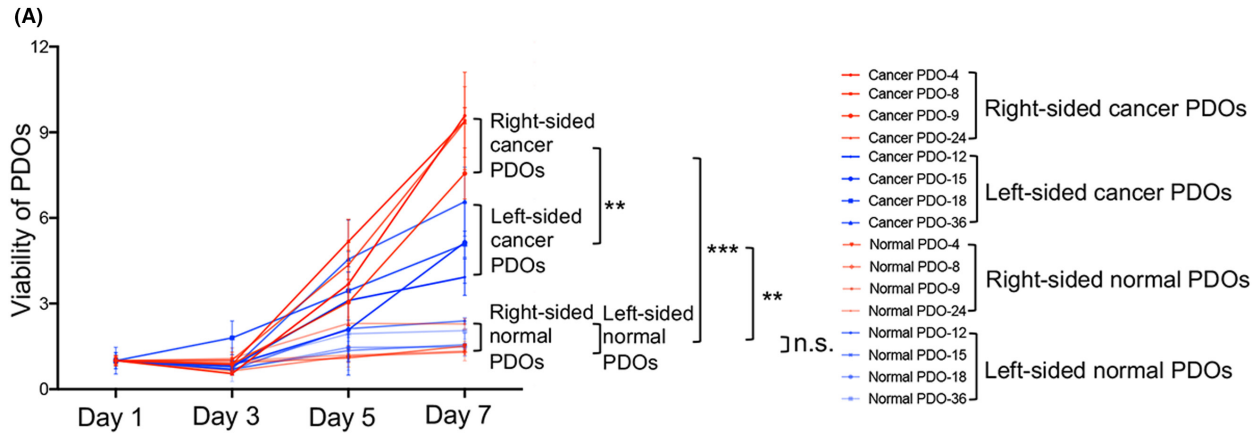 (A)
Viability of PDOs
12
9
6
3
0
Day 1 Day 3 Day 5 Day 7
Right-sided
cancer
PDOs
Left-sided
cancer
PDOs
Right-sided
normal
PDOs
Left-sided
normal
PDOs
**
***
**
n.s.
Cancer PDO-4
Cancer PDO-8
Cancer PDO-9
Cancer PDO-24
Right-sided cancer PDOs
Cancer PDO-12
Cancer PDO-15
Cancer PDO-18
Cancer PDO-36
Left-sided cancer PDOs
Normal PDO-4
Normal PDO-8
Normal PDO-9
Normal PDO-24
Right-sided normal PDOs
Normal PDO-12
Normal PDO-15
Normal PDO-18
Normal PDO-36
Left-sided normal PDOs